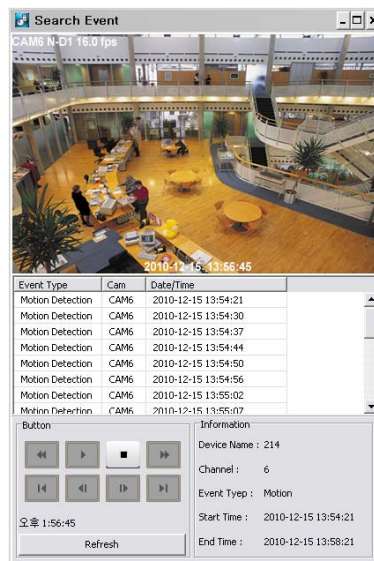 Search Event
CAM6 N-D1 16.0 fps
2010-12-15 13:56:45
Event Type Cam Date/Time
Motion Detection CAM6 2010-12-15 13:54:21
Motion Detection CAM6 2010-12-15 13:54:30
Motion Detection CAM6 2010-12-15 13:54:37
Motion Detection CAM6 2010-12-15 13:54:44
Motion Detection CAM6 2010-12-15 13:54:50
Motion Detection CAM6 2010-12-15 13:54:56
Motion Detection CAM6 2010-12-15 13:55:02
Motion Detection CAM6 2010-12-15 13:55:07
Button
오후 1:56:45
Refresh
Information
Device Name : 214
Channel : 6
Event Tyep : Motion
Start Time : 2010-12-15 13:54:21
End Time : 2010-12-15 13:58:21